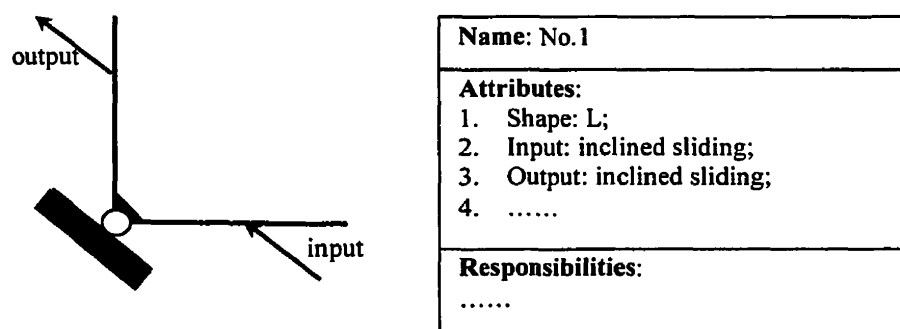 output
input
Name: No.1
Attributes:
1. Shape: L;
2. Input: inclined sliding;
3. Output: inclined sliding;
4. ......
Responsibilities:
......